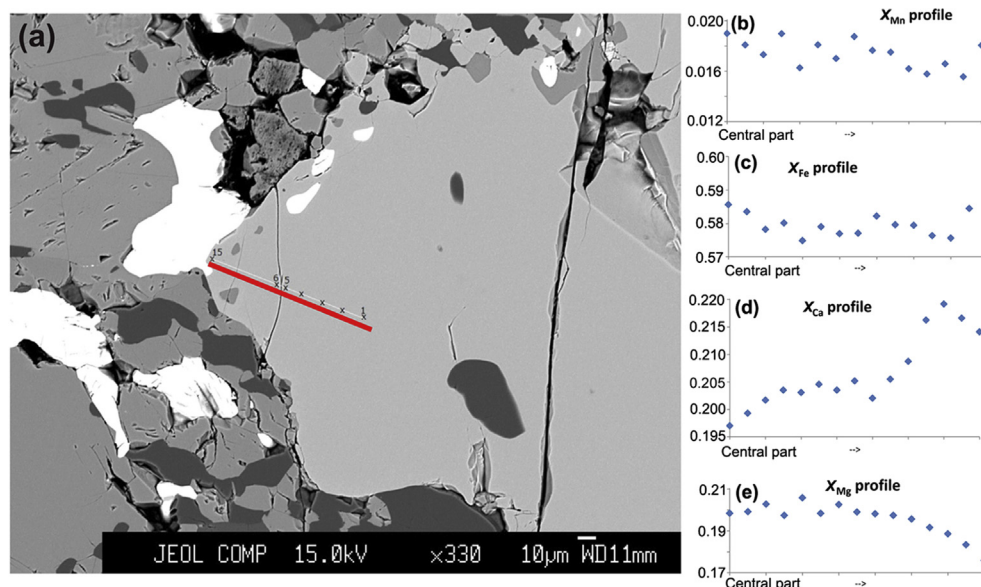 (a)
15
6
5
1
JEOL COMP 15.0kV ×330 10µm WD11mm
(b) XMn profile
0.020
0.016
0.012
Central part -->
(c) XFe profile
0.60
0.59
0.58
0.57
Central part -->
(d) XCa profile
0.220
0.215
0.210
0.205
0.200
0.195
Central part -->
(e) XMg profile
0.21
0.19
0.17
Central part -->